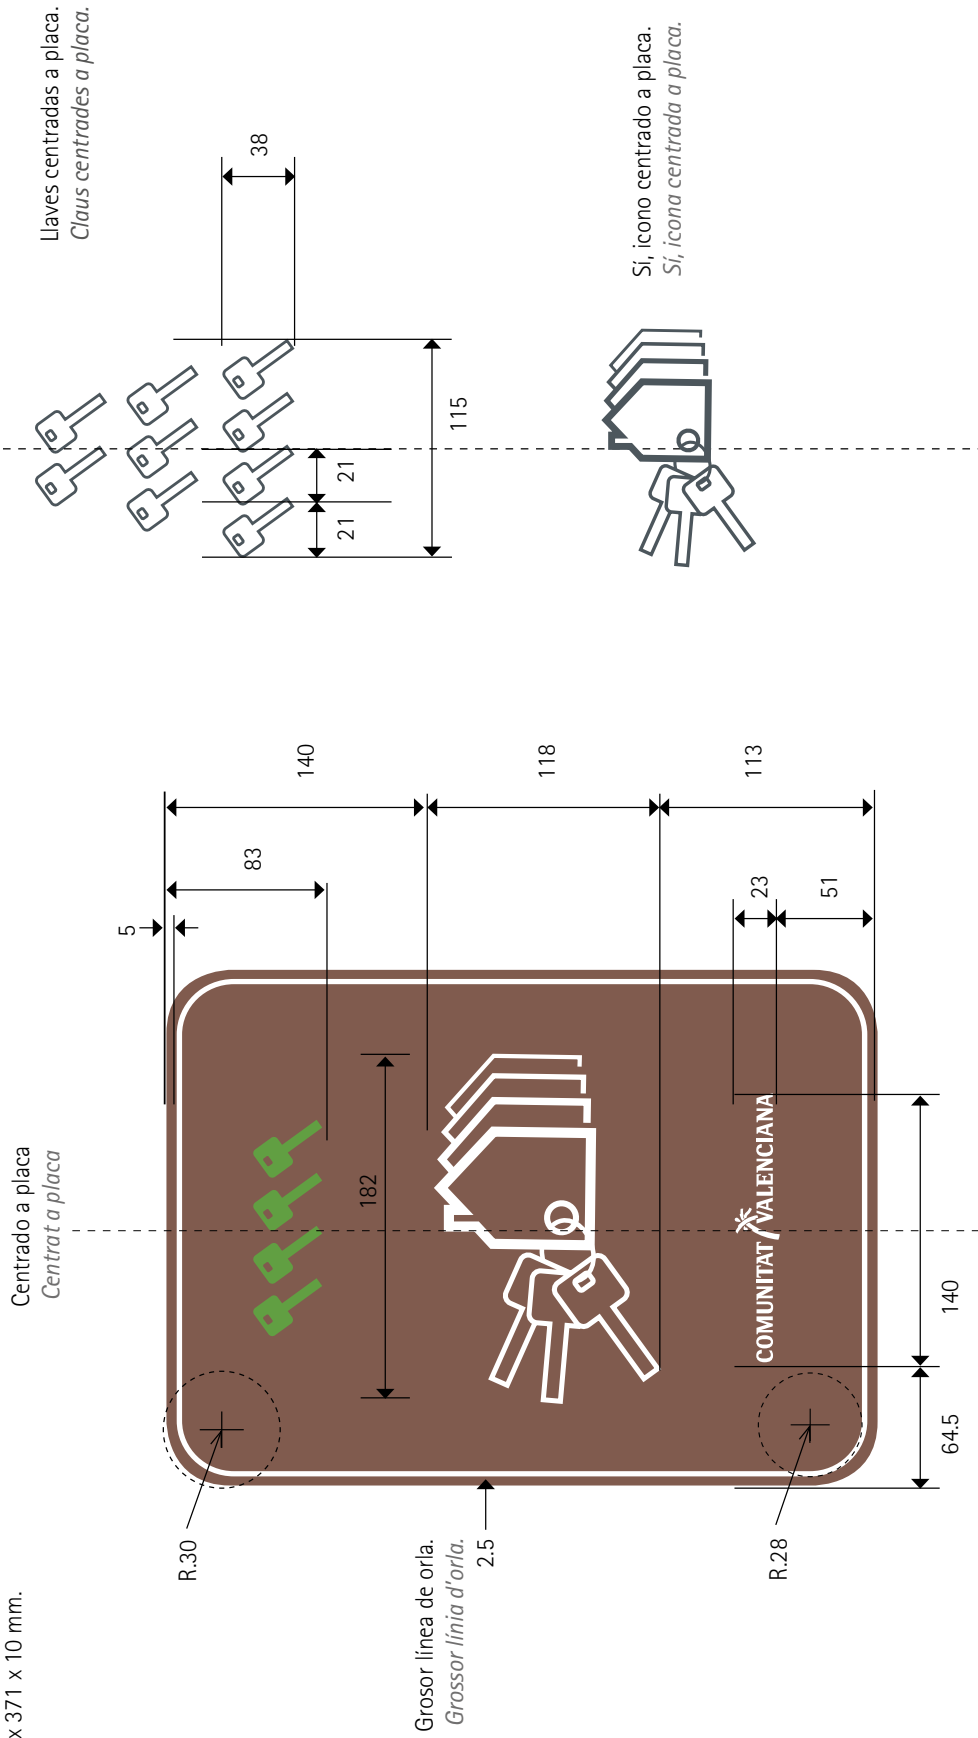 x 371 x 10 mm.
Centrado a placa
Centrat a placa
R.30
5
83
140
182
118
Grosor línea de orla.
Grossor línia d'orla.
2.5
COMUNITAT VALENCIANA
113
23
51
R.28
64.5
140
Llaves centradas a placa.
Claus centrades a placa.
38
21
21
115
Sí, icono centrado a placa.
Sí, icona centrada a placa.